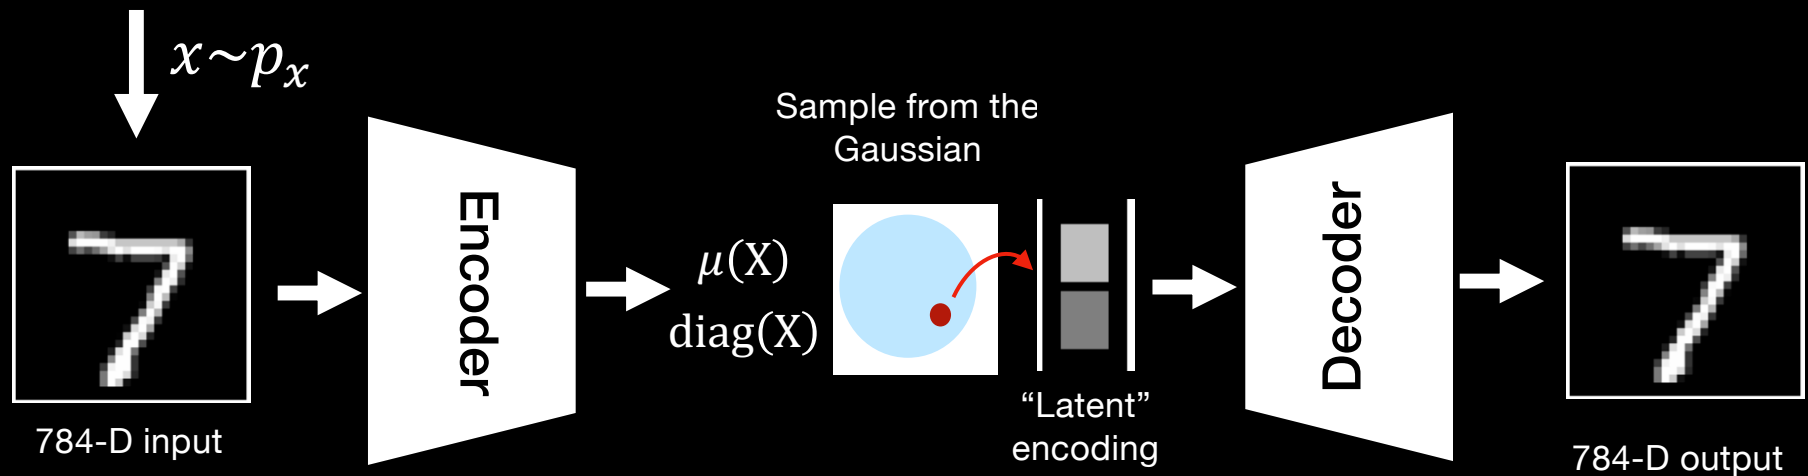 x~pₓ
784-D input
Encoder
μ(X)
diag(X)
Sample from the
Gaussian
“Latent”
encoding
Decoder
784-D output